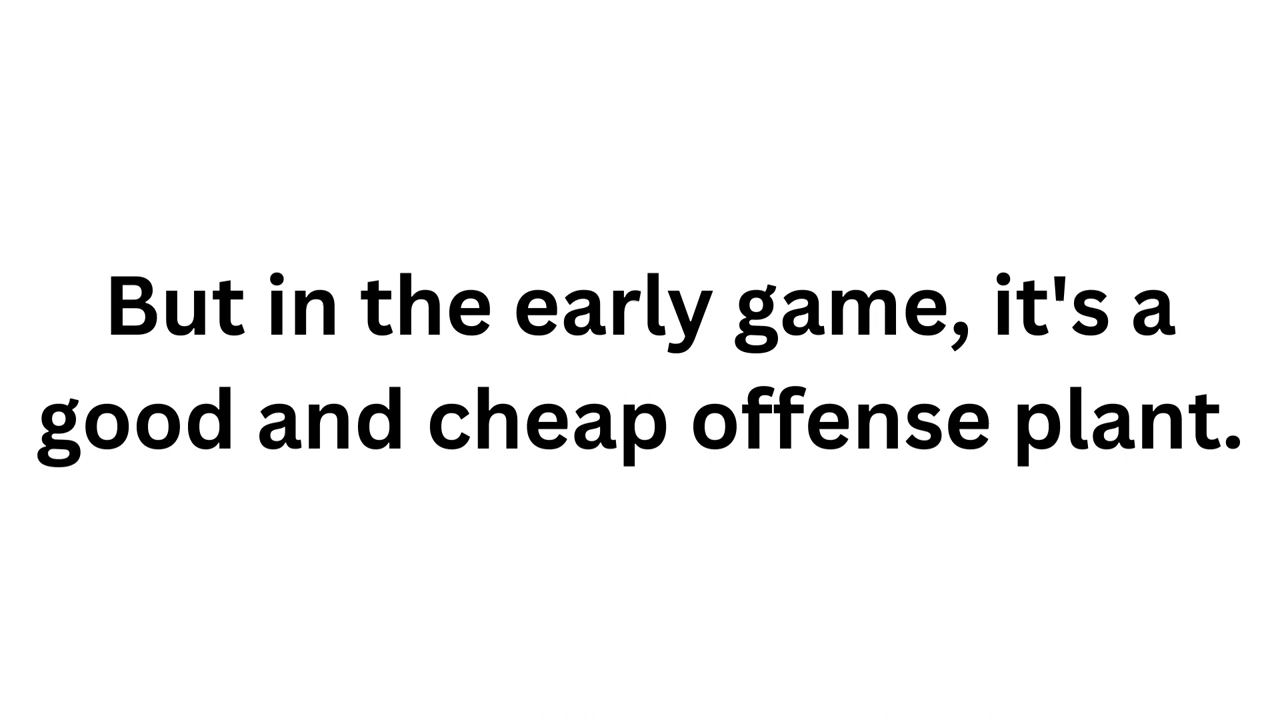 But in the early game, it's a
good and cheap offense plant.